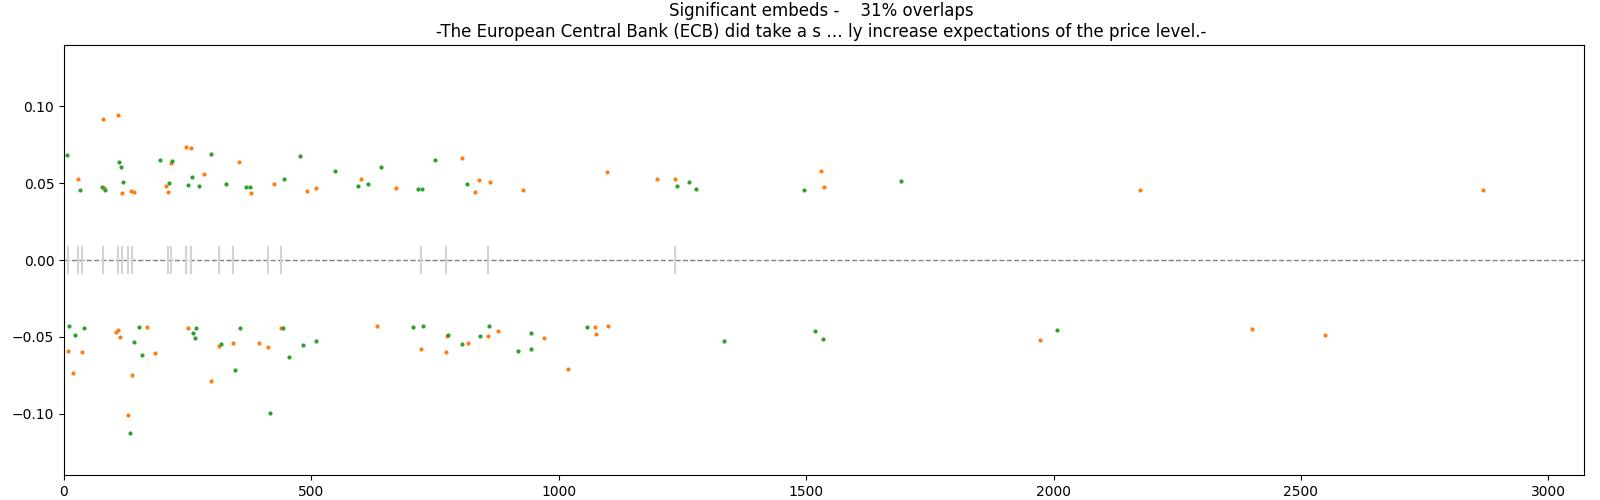 Significant embeds -    31% overlaps
-The European Central Bank (ECB) did take a s ... ly increase expectations of the price level.-
0.10
0.05
0.00
−0.05
−0.10
0 500 1000 1500 2000 2500 3000